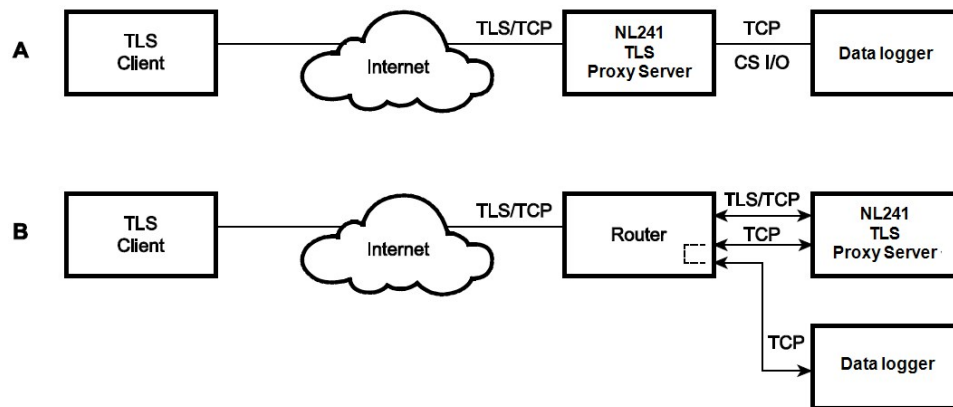 A
TLS
Client
Internet
TLS/TCP
NL241
TLS
Proxy Server
TCP
CS I/O
Data logger
B
TLS
Client
Internet
TLS/TCP
Router
TLS/TCP
TCP
NL241
TLS
Proxy Server
TCP
Data logger